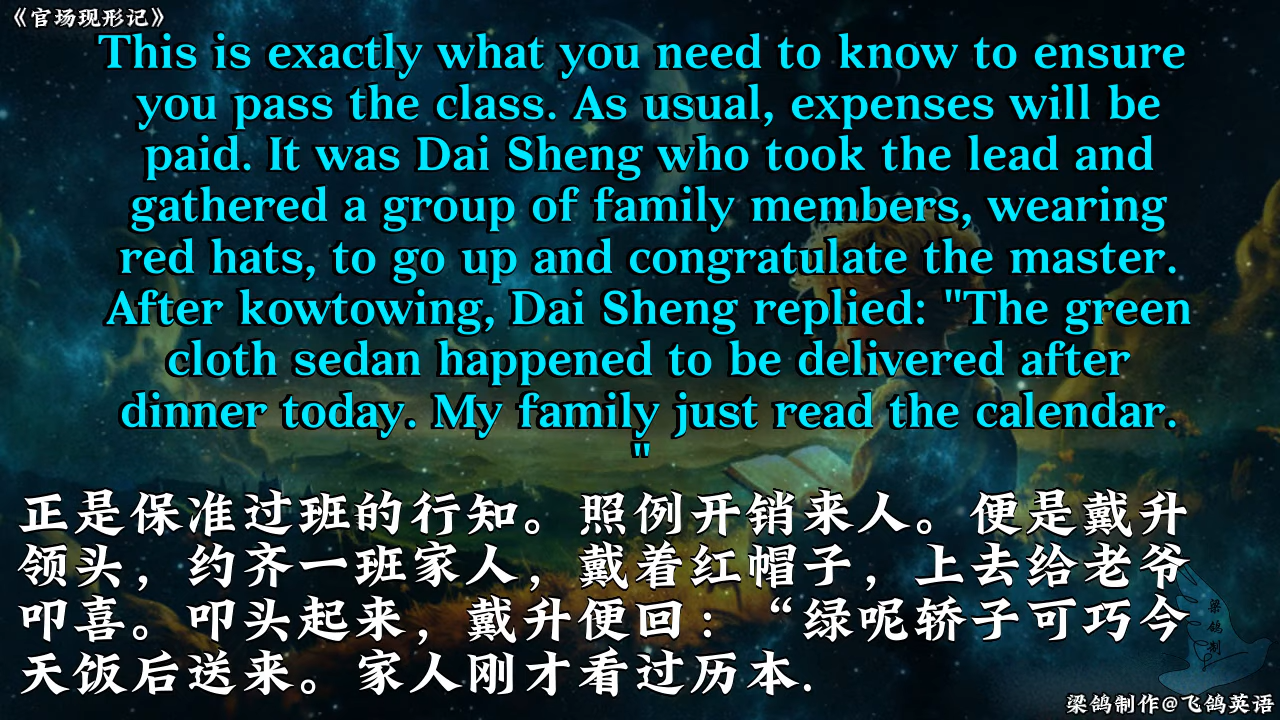 《官场现形记》
This is exactly what you need to know to ensure
you pass the class. As usual, expenses will be
paid. It was Dai Sheng who took the lead and
gathered a group of family members, wearing
red hats, to go up and congratulate the master.
After kowtowing, Dai Sheng replied: "The green
cloth sedan happened to be delivered after
dinner today. My family just read the calendar.
"
正是保准过班的行知。照例开销来人。便是戴升
领头，约齐一班家人，戴着红帽子，上去给老爷
叩喜。叩头起来，戴升便回：“绿呢轿子可巧今
天饭后送来。家人刚才看过历本.
梁鸽制
梁鸽制作@飞鸽英语